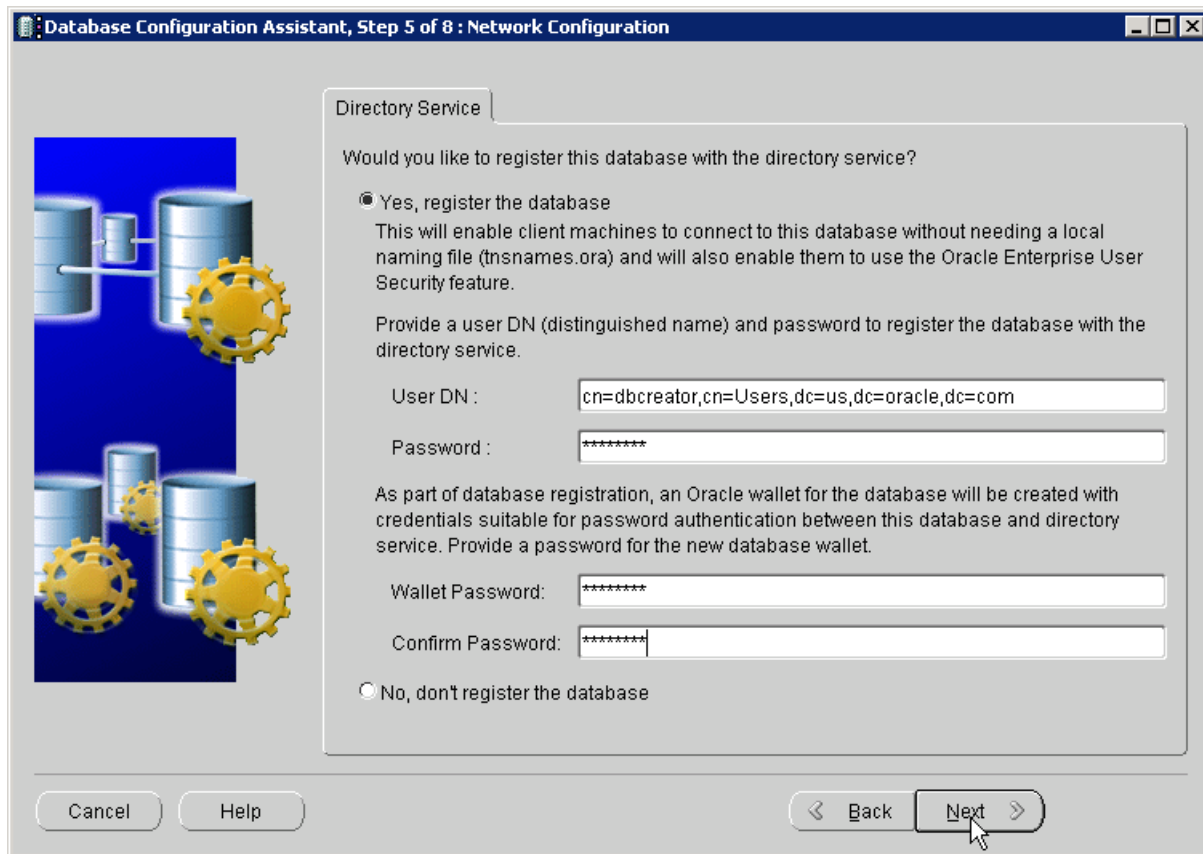 Database Configuration Assistant, Step 5 of 8 : Network Configuration
Directory Service
Would you like to register this database with the directory service?
Yes, register the database
This will enable client machines to connect to this database without needing a local
naming file (tnsnames.ora) and will also enable them to use the Oracle Enterprise User
Security feature.
Provide a user DN (distinguished name) and password to register the database with the
directory service.
User DN : cn=dbcreator,cn=Users,dc=us,dc=oracle,dc=com
Password : ********
As part of database registration, an Oracle wallet for the database will be created with
credentials suitable for password authentication between this database and directory
service. Provide a password for the new database wallet.
Wallet Password: ********
Confirm Password: ********
No, don't register the database
Cancel Help Back Next